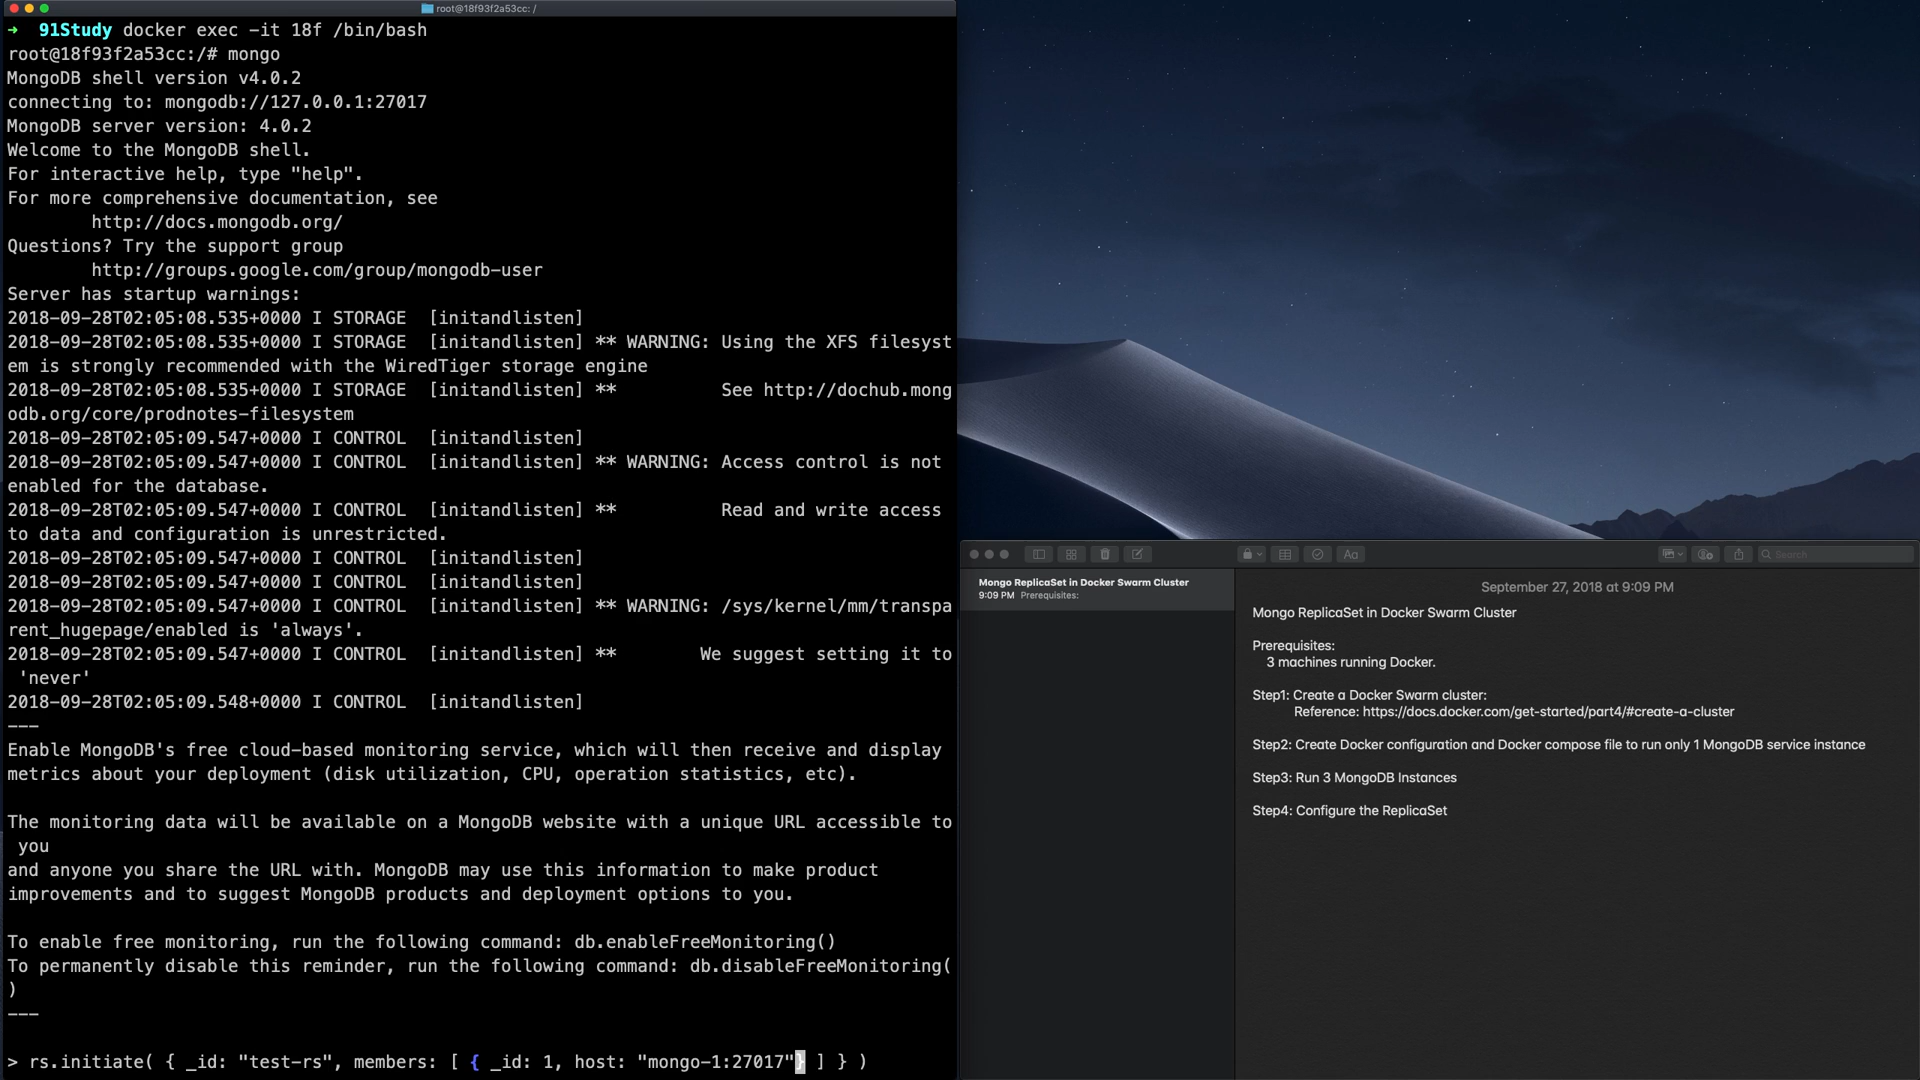 root@18f93f2a53cc: /
→  91Study docker exec -it 18f /bin/bash
root@18f93f2a53cc:/# mongo
MongoDB shell version v4.0.2
connecting to: mongodb://127.0.0.1:27017
MongoDB server version: 4.0.2
Welcome to the MongoDB shell.
For interactive help, type "help".
For more comprehensive documentation, see
        http://docs.mongodb.org/
Questions? Try the support group
        http://groups.google.com/group/mongodb-user
Server has startup warnings:
2018-09-28T02:05:08.535+0000 I STORAGE  [initandlisten]
2018-09-28T02:05:08.535+0000 I STORAGE  [initandlisten] ** WARNING: Using the XFS filesyst
em is strongly recommended with the WiredTiger storage engine
2018-09-28T02:05:08.535+0000 I STORAGE  [initandlisten] **          See http://dochub.mong
odb.org/core/prodnotes-filesystem
2018-09-28T02:05:09.547+0000 I CONTROL  [initandlisten]
2018-09-28T02:05:09.547+0000 I CONTROL  [initandlisten] ** WARNING: Access control is not
enabled for the database.
2018-09-28T02:05:09.547+0000 I CONTROL  [initandlisten] **          Read and write access
to data and configuration is unrestricted.
2018-09-28T02:05:09.547+0000 I CONTROL  [initandlisten]
2018-09-28T02:05:09.547+0000 I CONTROL  [initandlisten]
2018-09-28T02:05:09.547+0000 I CONTROL  [initandlisten] ** WARNING: /sys/kernel/mm/transpa
rent_hugepage/enabled is 'always'.
2018-09-28T02:05:09.547+0000 I CONTROL  [initandlisten] **        We suggest setting it to
 'never'
2018-09-28T02:05:09.548+0000 I CONTROL  [initandlisten]
---
Enable MongoDB's free cloud-based monitoring service, which will then receive and display
metrics about your deployment (disk utilization, CPU, operation statistics, etc).
The monitoring data will be available on a MongoDB website with a unique URL accessible to
 you
and anyone you share the URL with. MongoDB may use this information to make product
improvements and to suggest MongoDB products and deployment options to you.
To enable free monitoring, run the following command: db.enableFreeMonitoring()
To permanently disable this reminder, run the following command: db.disableFreeMonitoring(
)
---
> rs.initiate( { _id: "test-rs", members: [ { _id: 1, host: "mongo-1:27017"} ] } )
Aa
Search
Mongo ReplicaSet in Docker Swarm Cluster
9:09 PM  Prerequisites:
September 27, 2018 at 9:09 PM
Mongo ReplicaSet in Docker Swarm Cluster
Prerequisites:
3 machines running Docker.
Step1: Create a Docker Swarm cluster:
Reference: https://docs.docker.com/get-started/part4/#create-a-cluster
Step2: Create Docker configuration and Docker compose file to run only 1 MongoDB service instance
Step3: Run 3 MongoDB Instances
Step4: Configure the ReplicaSet